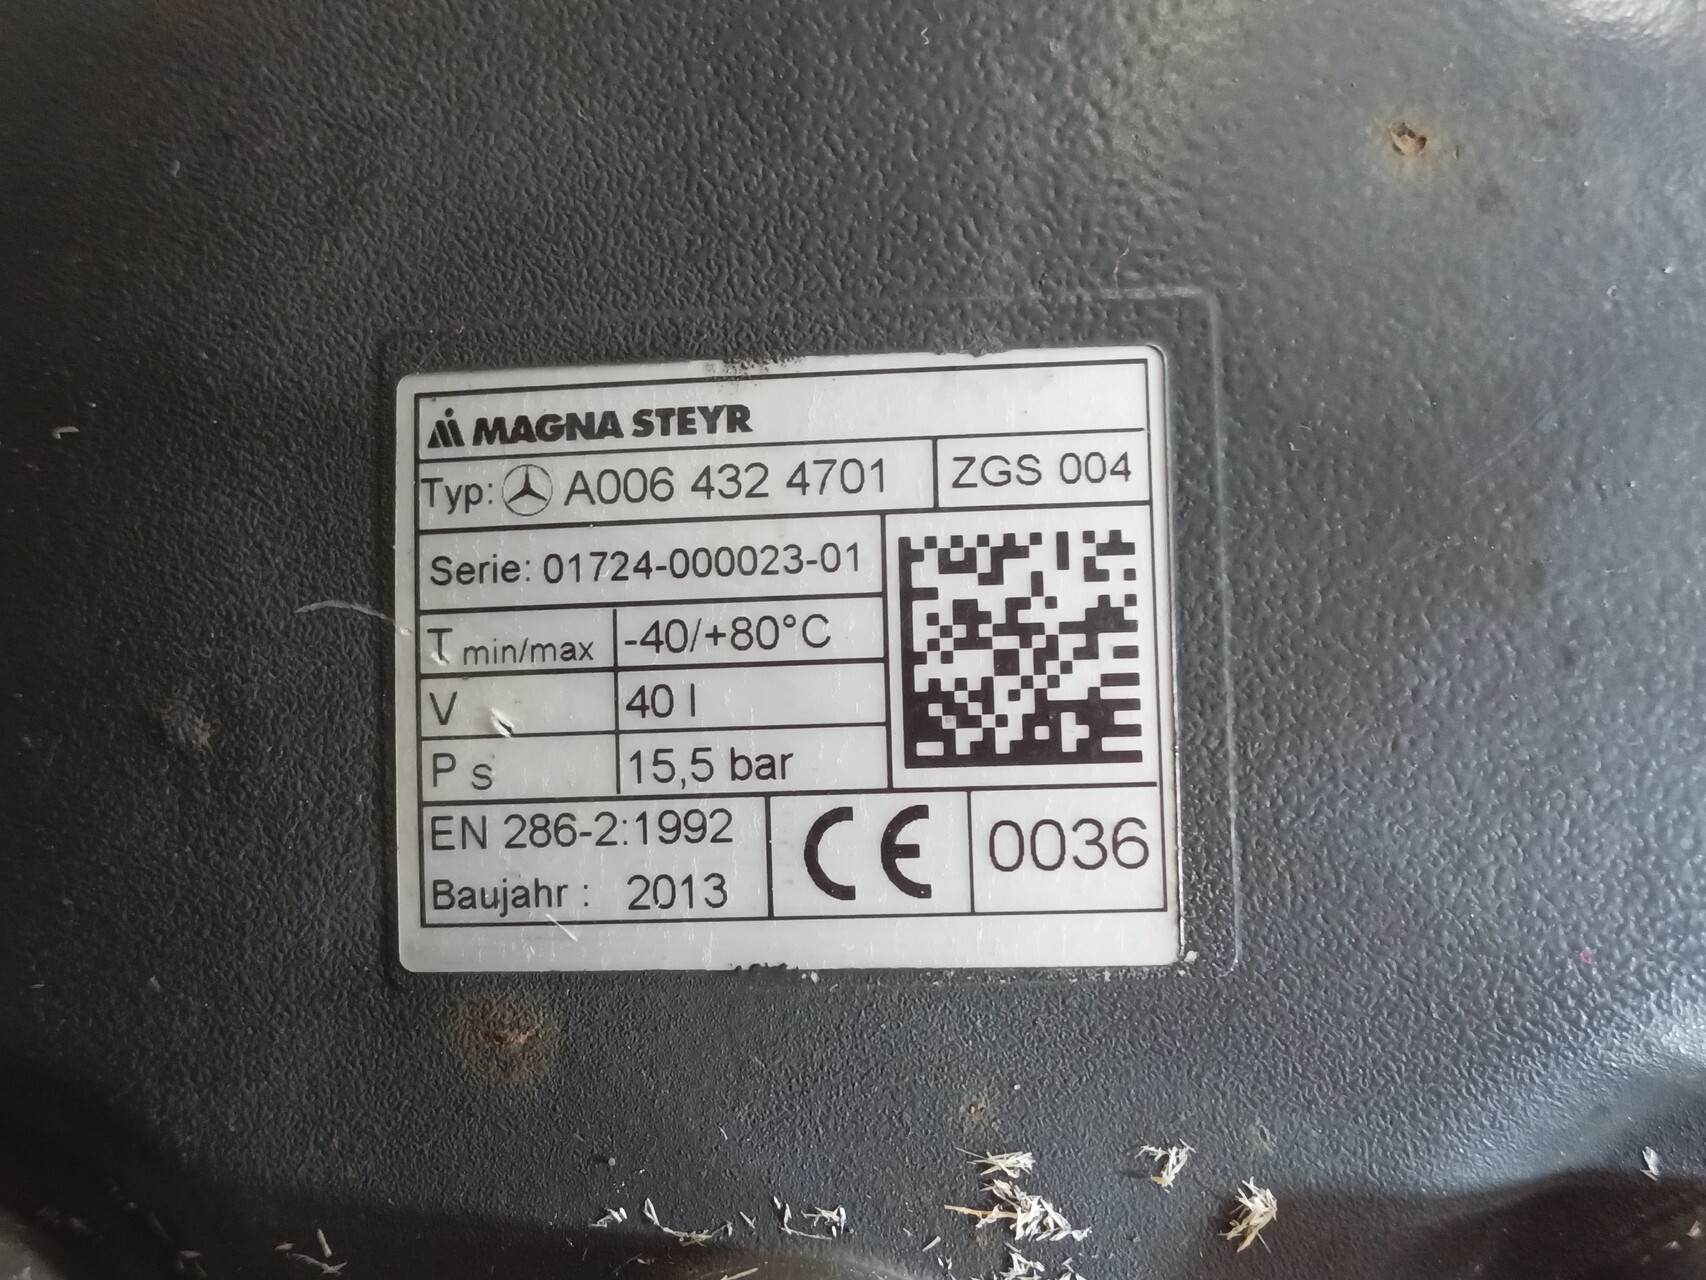 MAGNA STEYR
Typ: A006 432 4701 ZGS 004
Serie: 01724-000023-01
T min/max -40/+80°C
V 40 l
P S 15,5 bar
EN 286-2:1992
Baujahr : 2013
CE 0036